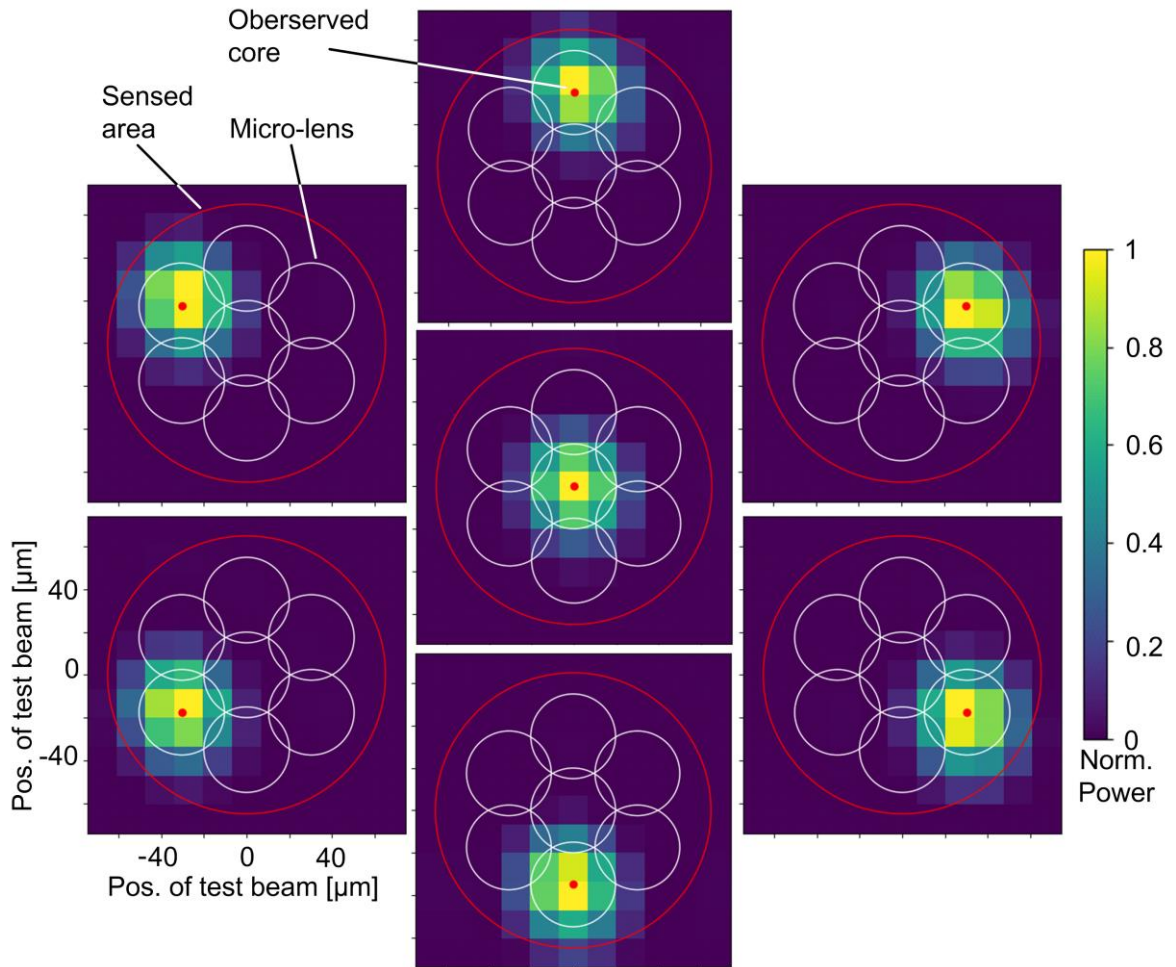 Oberserved
core
Sensed
area
Micro-lens
1
0.8
0.6
0.4
0.2
0
Norm.
Power
Pos. of test beam [µm]
40
0
-40
-40
0
40
Pos. of test beam [µm]